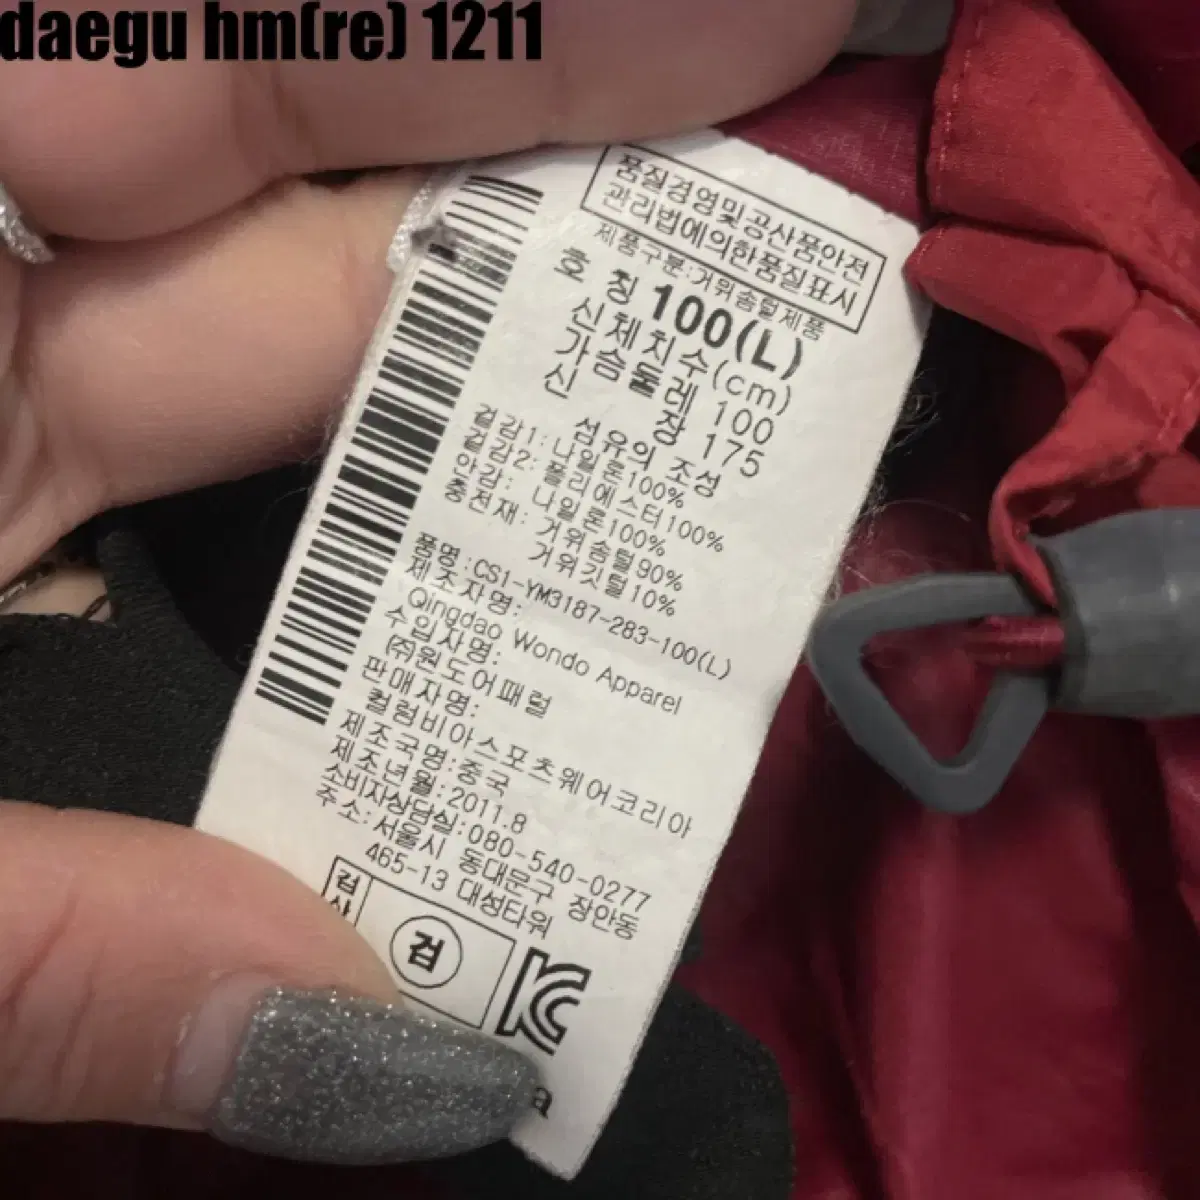 daegu hm(re) 1211
품질경영및공산품안전
관리법에의한품질표시
제품구분:거위솜털제품
호 칭 100(L)
신체치수(cm)
가슴둘레 100
신 장 175
섬유의 조성
겉감1: 나일론100%
겉감2: 폴리에스터100%
안감: 나일론100%
충전재: 거위솜털90%
거위깃털10%
품명:CS1-YM3187-283-100(L)
제조자명:
Qingdao Wondo Apparel
수입자명:
㈜원도어패럴
판매자명:
컬럼비아스포츠웨어코리아
제조국명:중국
제조년월:2011.8
소비자상담실:080-540-0277
주소:서울시 동대문구 장안동
465-13 대성타워
검사
검
KC
a